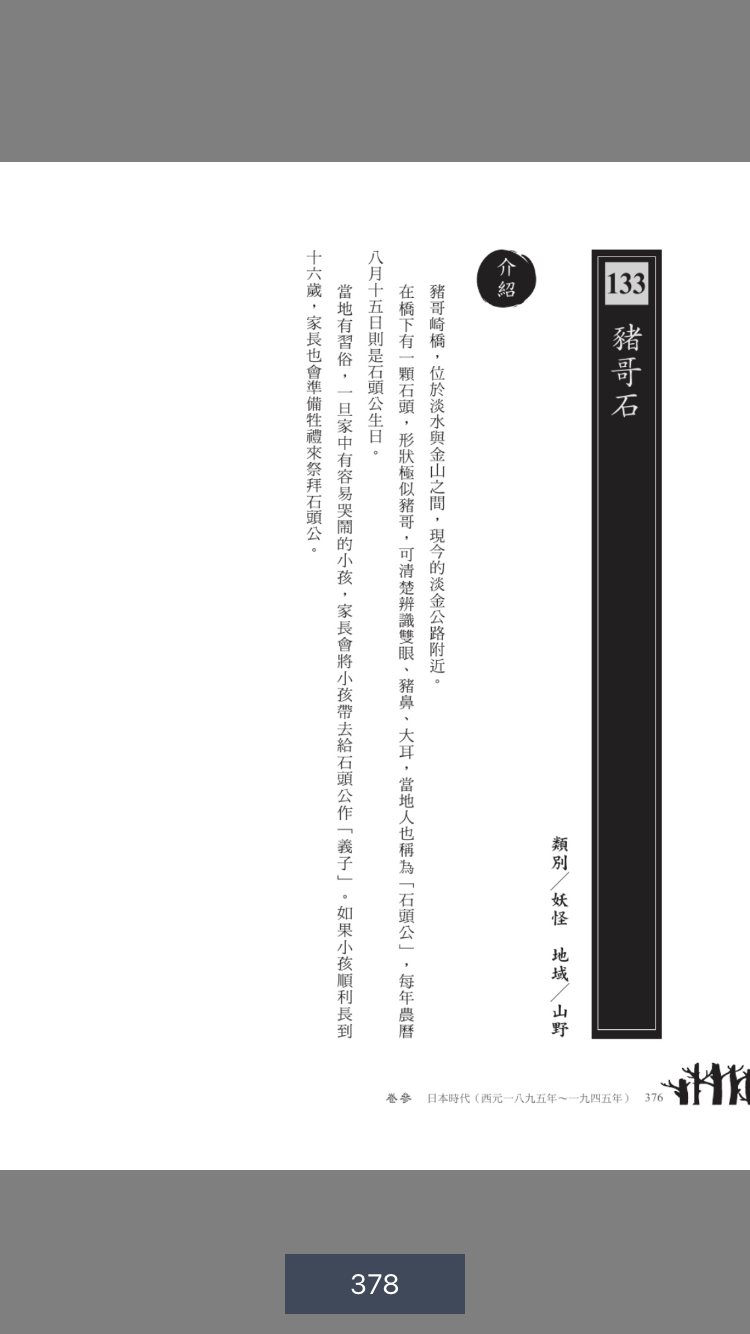 133
豬哥石
類別／妖怪　地域／山野
介紹
豬哥崎橋，位於淡水與金山之間，現今的淡金公路附近。
在橋下有一顆石頭，形狀極似豬哥，可清楚辨識雙眼、豬鼻、大耳，當地人也稱為「石頭公」，每年農曆
八月十五日則是石頭公生日。
當地有習俗，一旦家中有容易哭鬧的小孩，家長會將小孩帶去給石頭公作「義子」。如果小孩順利長到
十六歲，家長也會準備牲禮來祭拜石頭公。
卷參　日本時代（西元一八九五年～一九四五年）　376
378